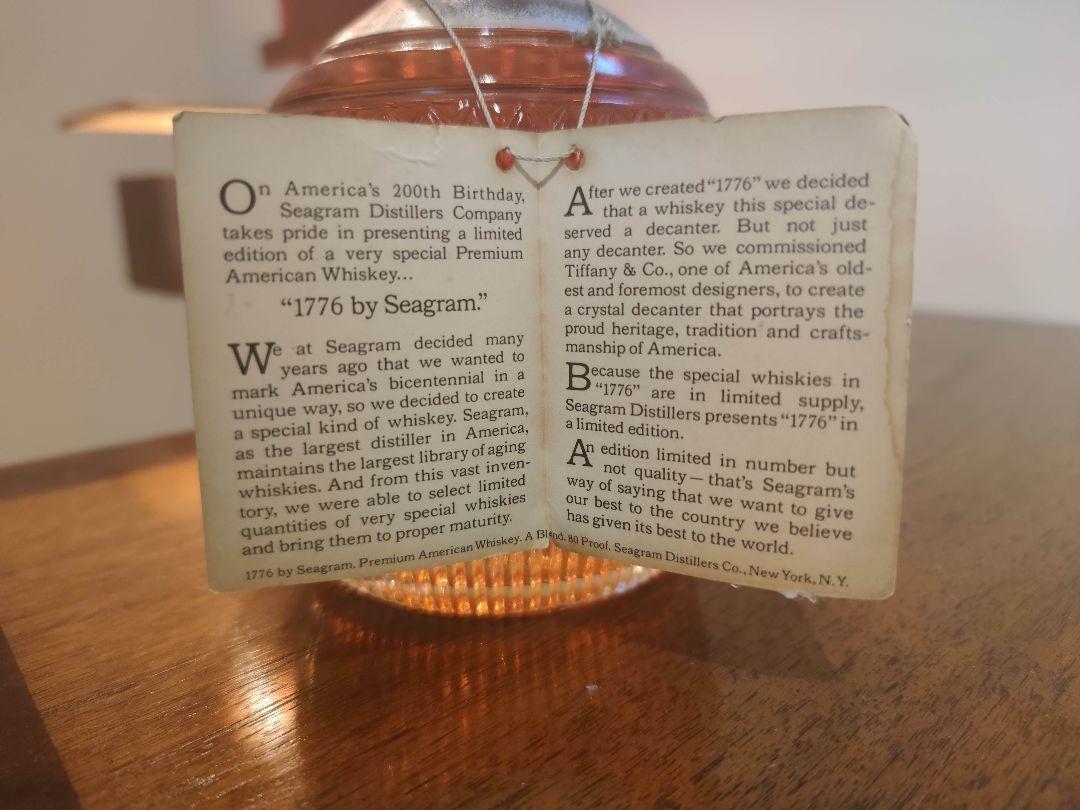 On America's 200th Birthday,
Seagram Distillers Company
takes pride in presenting a limited
edition of a very special Premium
American Whiskey...
"1776 by Seagram."
We at Seagram decided many
years ago that we wanted to
mark America's bicentennial in a
unique way, so we decided to create
a special kind of whiskey. Seagram,
as the largest distiller in America,
maintains the largest library of aging
whiskies. And from this vast inven-
tory, we were able to select limited
quantities of very special whiskies
and bring them to proper maturity.
After we created "1776" we decided
that a whiskey this special de-
served a decanter. But not just
any decanter. So we commissioned
Tiffany & Co., one of America's old-
est and foremost designers, to create
a crystal decanter that portrays the
proud heritage, tradition and crafts-
manship of America.
Because the special whiskies in
"1776" are in limited supply,
Seagram Distillers presents "1776" in
a limited edition.
An edition limited in number but
not quality—that's Seagram's
way of saying that we want to give
our best to the country we believe
has given its best to the world.
1776 by Seagram. Premium American Whiskey. A Blend. 80 Proof. Seagram Distillers Co., New York, N.Y.